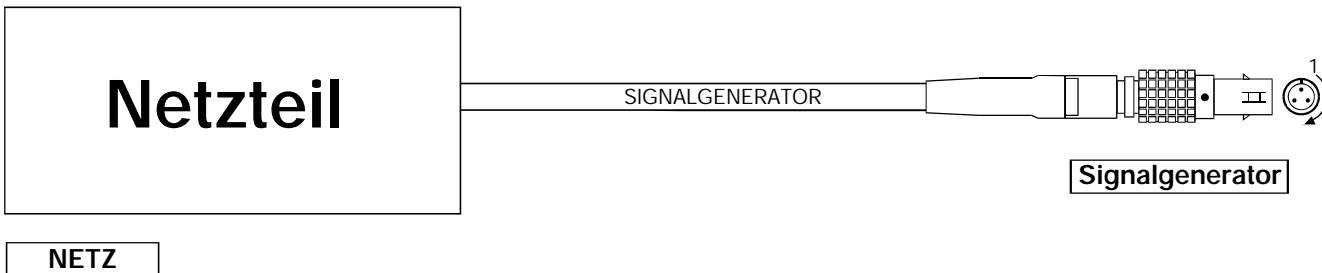 1
Netzteil
SIGNALGENERATOR
Signalgenerator
NETZ